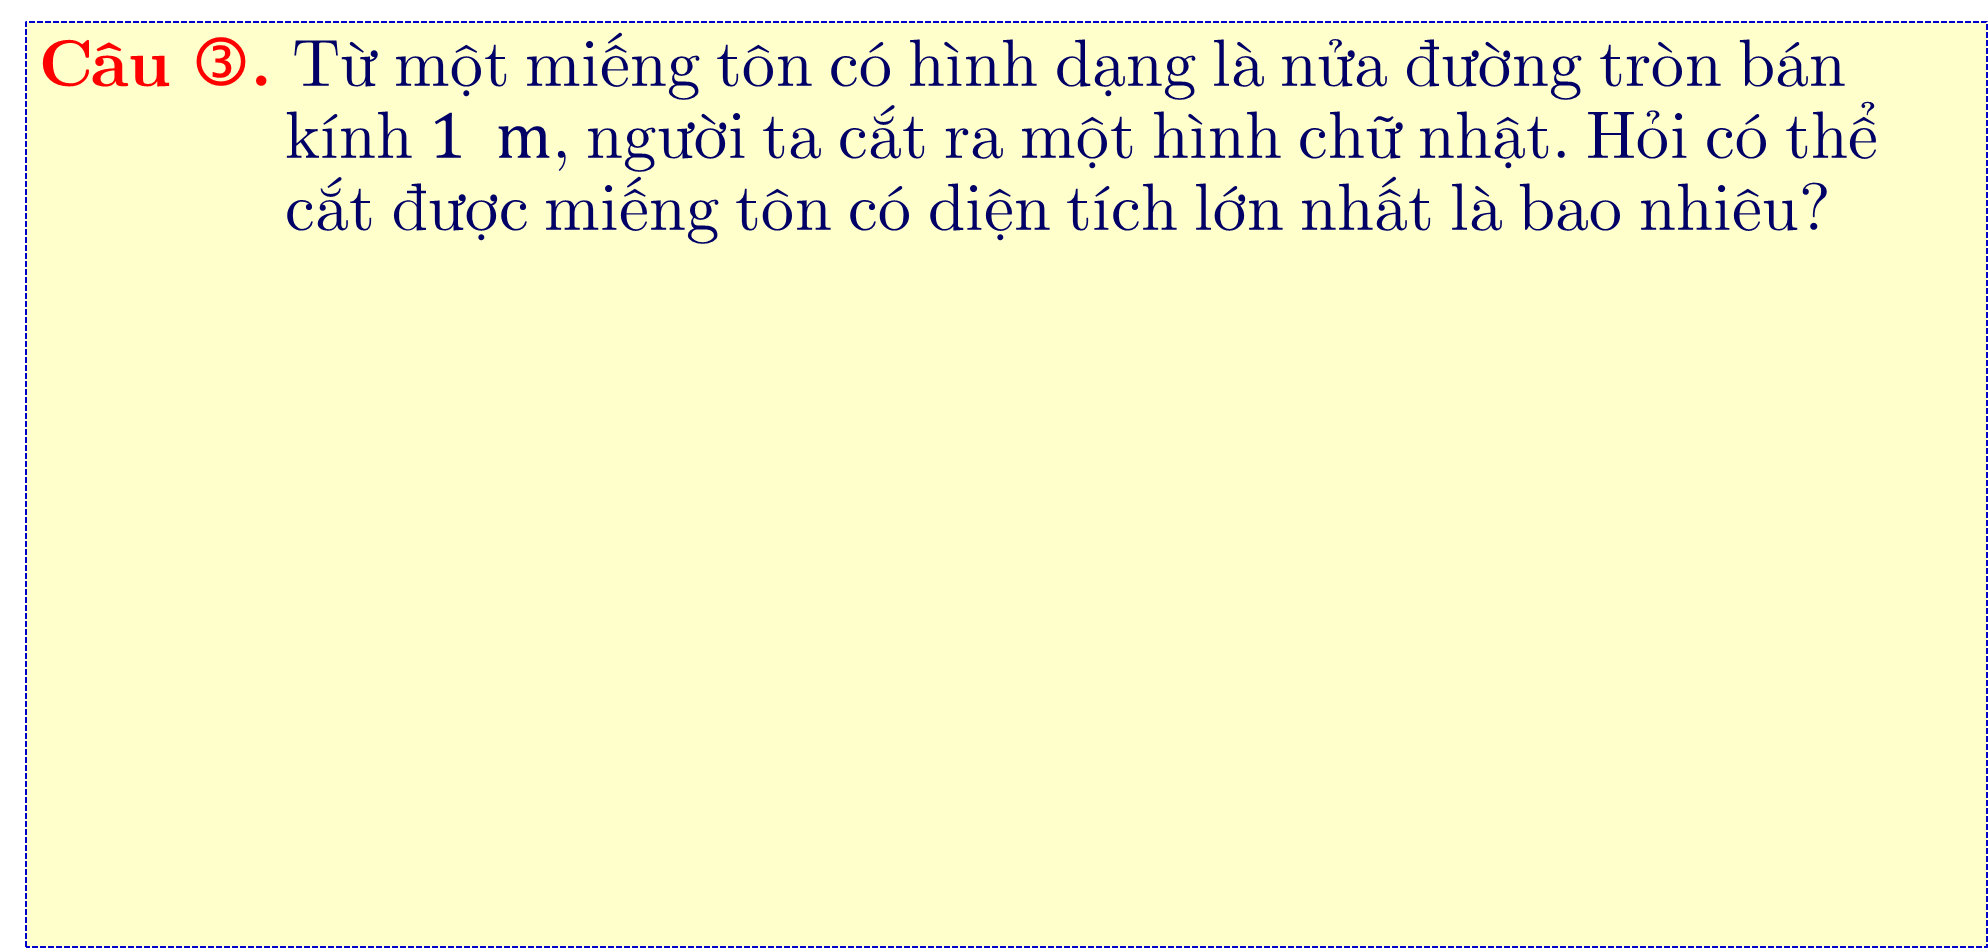 Câu ③. Từ một miếng tôn có hình dạng là nửa đường tròn bán
kính 1 m, người ta cắt ra một hình chữ nhật. Hỏi có thể
cắt được miếng tôn có diện tích lớn nhất là bao nhiêu?